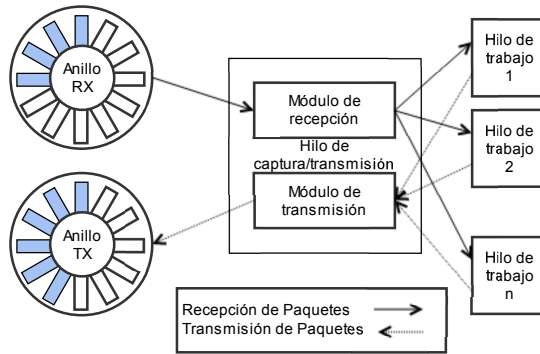 Anillo
RX
Módulo de
recepción
Hilo de
captura/transmisión
Módulo de
transmisión
Anillo
TX
Hilo de
trabajo
1
Hilo de
trabajo
2
Hilo de
trabajo
n
Recepción de Paquetes
Transmisión de Paquetes